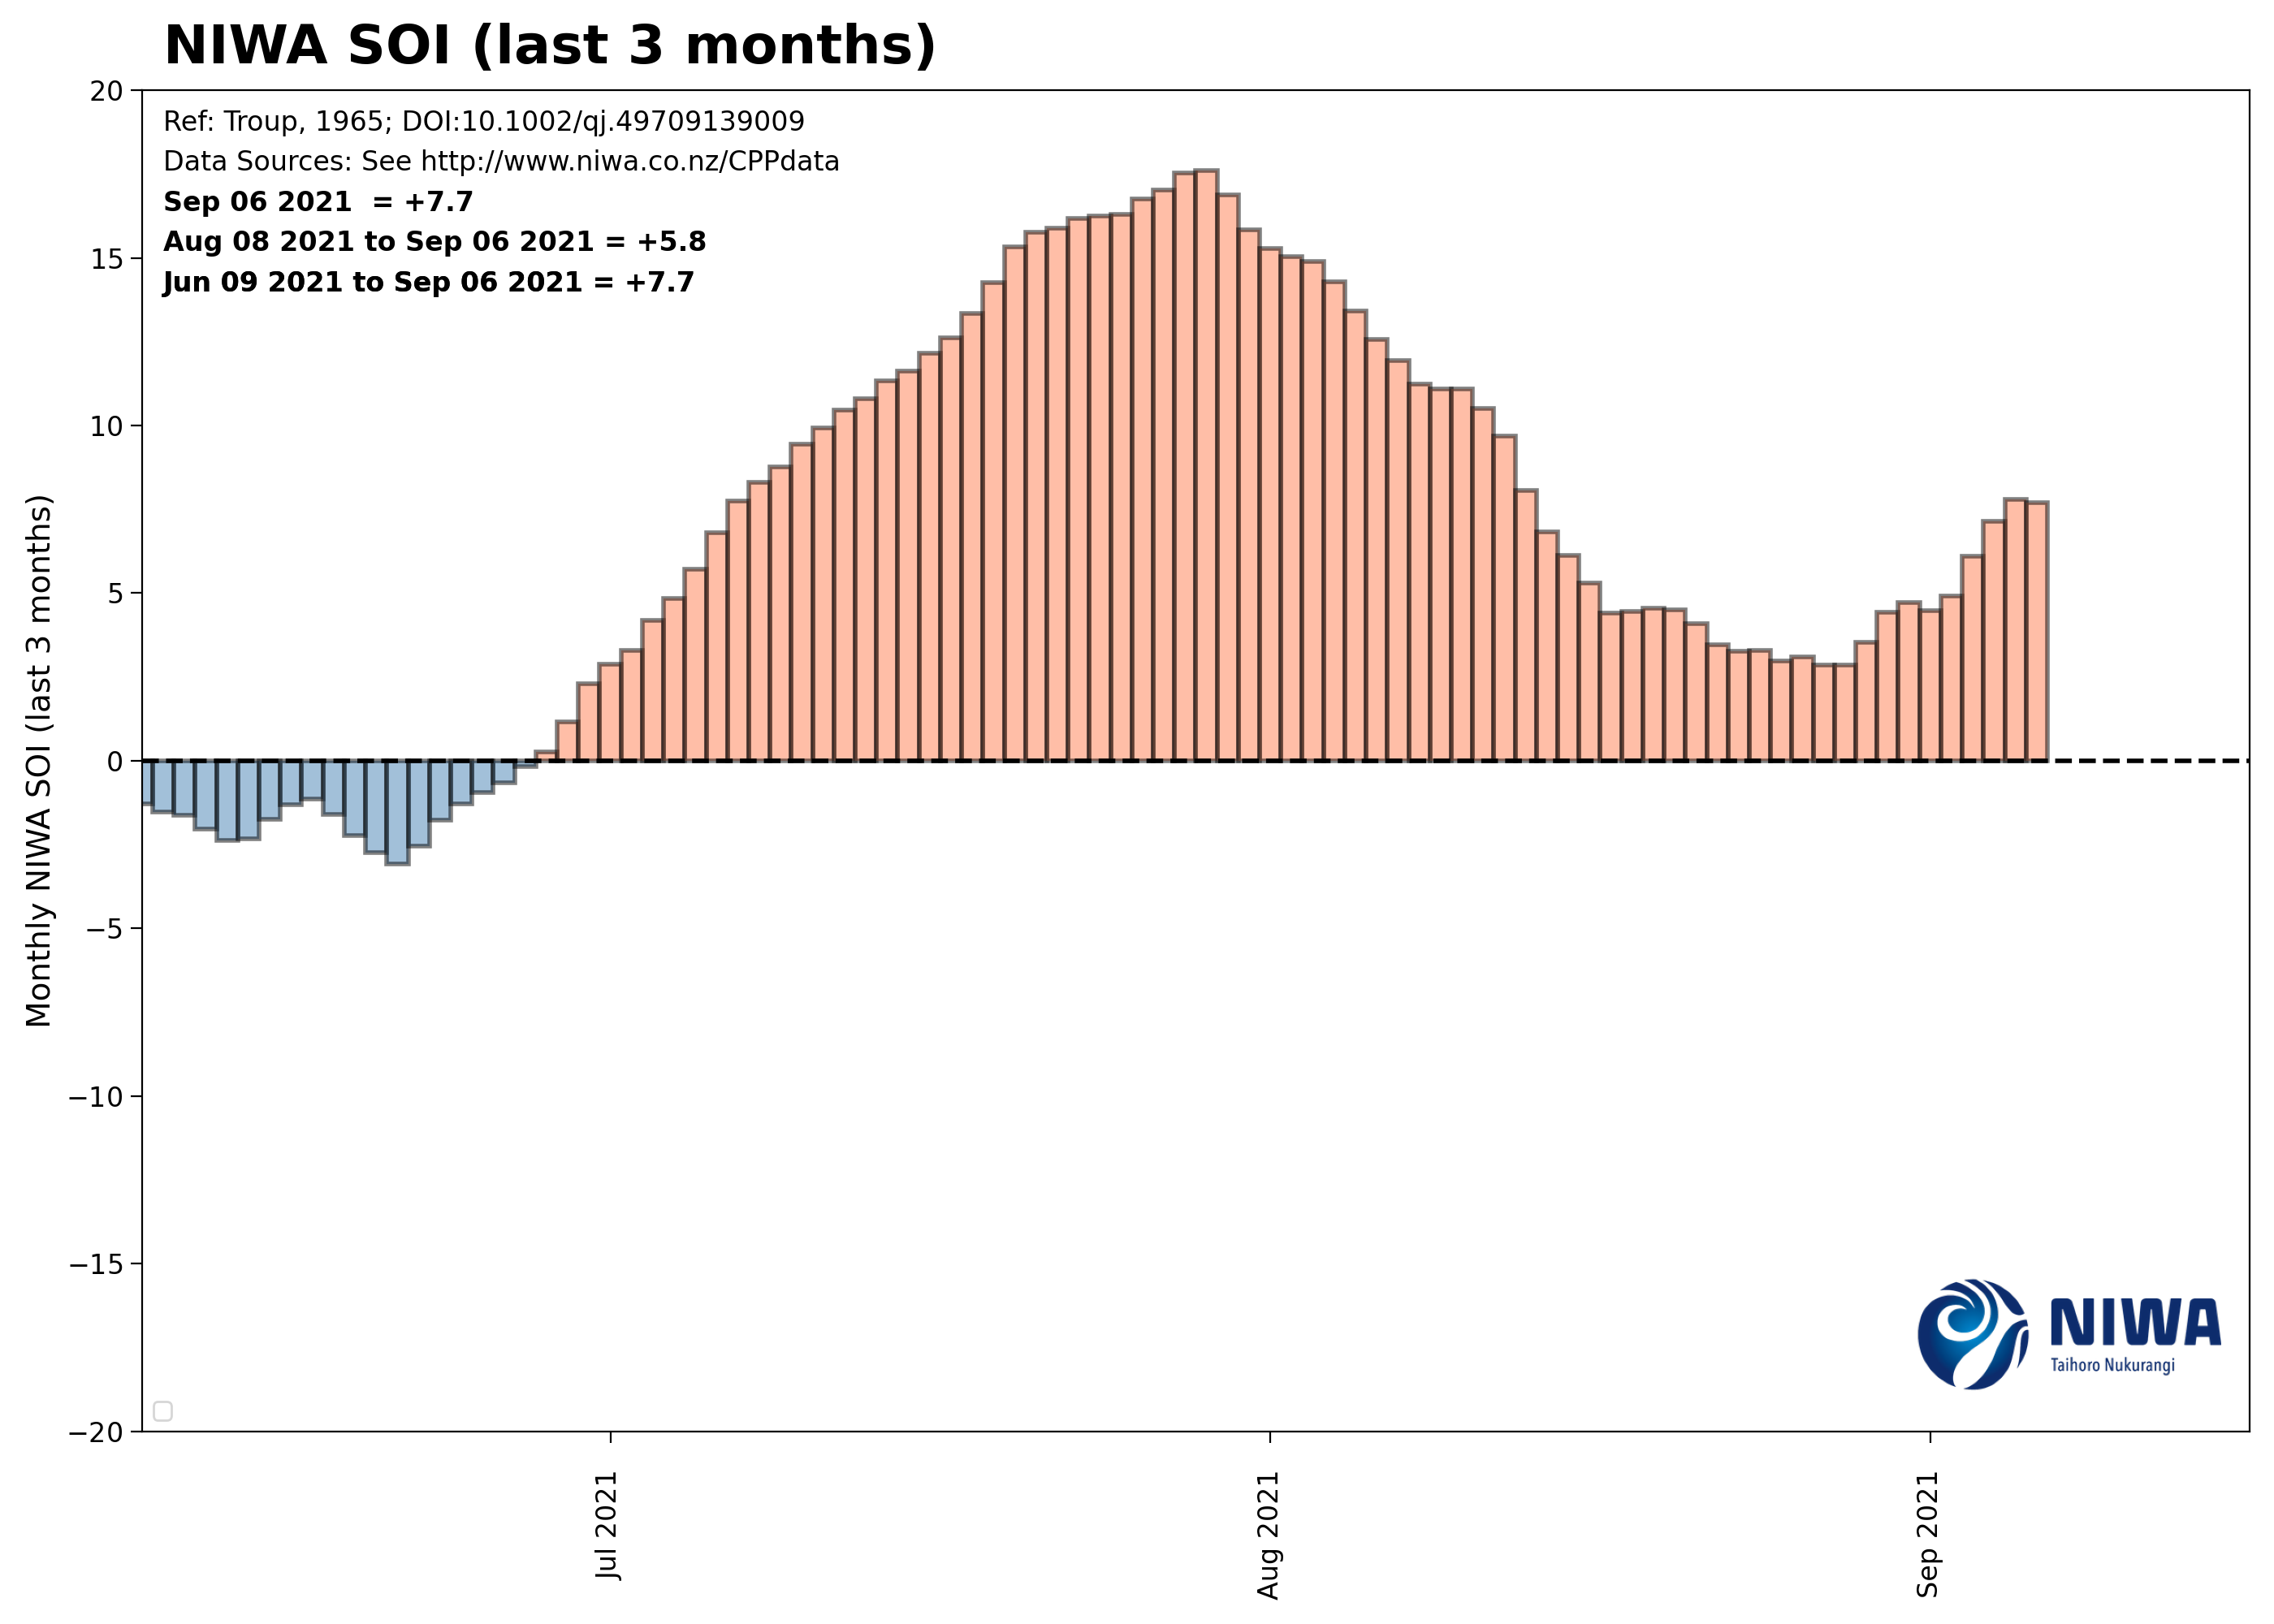 NIWA SOI (last 3 months)
Ref: Troup, 1965; DOI:10.1002/qj.49709139009
Data Sources: See http://www.niwa.co.nz/CPPdata
Sep 06 2021  = +7.7
Aug 08 2021 to Sep 06 2021 = +5.8
Jun 09 2021 to Sep 06 2021 = +7.7
Monthly NIWA SOI (last 3 months)
20
15
10
5
0
−5
−10
−15
−20
Jul 2021
Aug 2021
Sep 2021
NIWA
Taihoro Nukurangi